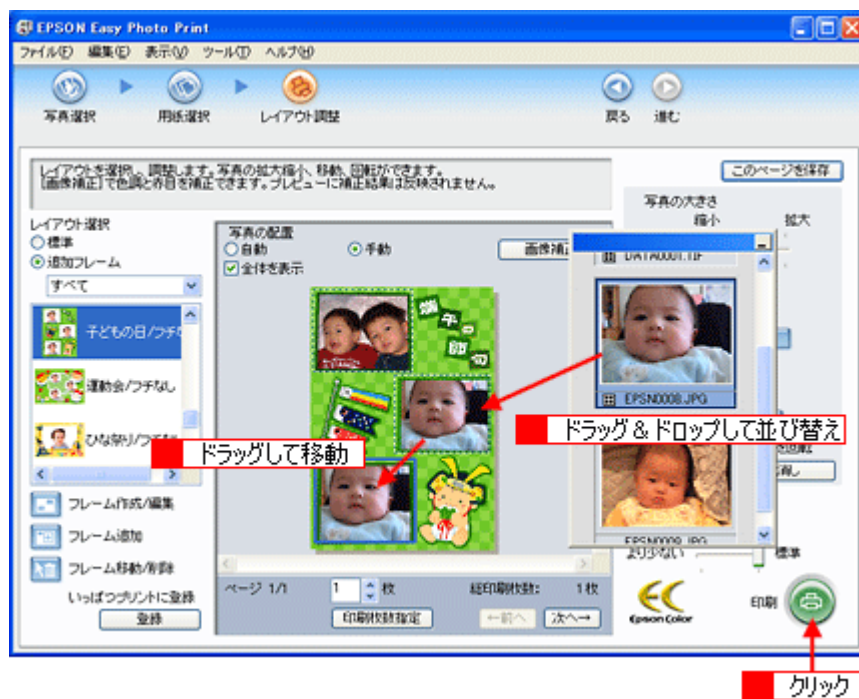 EPSON Easy Photo Print
ファイル(F) 編集(E) 表示(V) ツール(T) ヘルプ(H)
写真選択 用紙選択 レイアウト調整 戻る 進む
レイアウトを選択し、調整します。写真の拡大縮小、移動、回転ができます。
[画像補正]で色調と赤目を補正できます。プレビューに補正結果は反映されません。
このページを保存
写真の大きさ
縮小 拡大
レイアウト選択
標準
追加フレーム
すべて
写真の配置
自動 手動
全体を表示
画像補
DATA0001.TIF
子どもの日/フチな
運動会/フチなし
ひな祭り/フチ
端午の節句
EPSN0008.JPG
ドラッグ&ドロップして並び替え
ドラッグして移動
EPSN0009.JPG
より少ない 標準
フレーム作成/編集
フレーム追加
フレーム移動/削除
いっぱつプリントに登録
登録
ページ 1/1 1 枚 総印刷枚数: 1枚
印刷枚数指定 ←前へ 次へ→
Epson Color
印刷
クリック